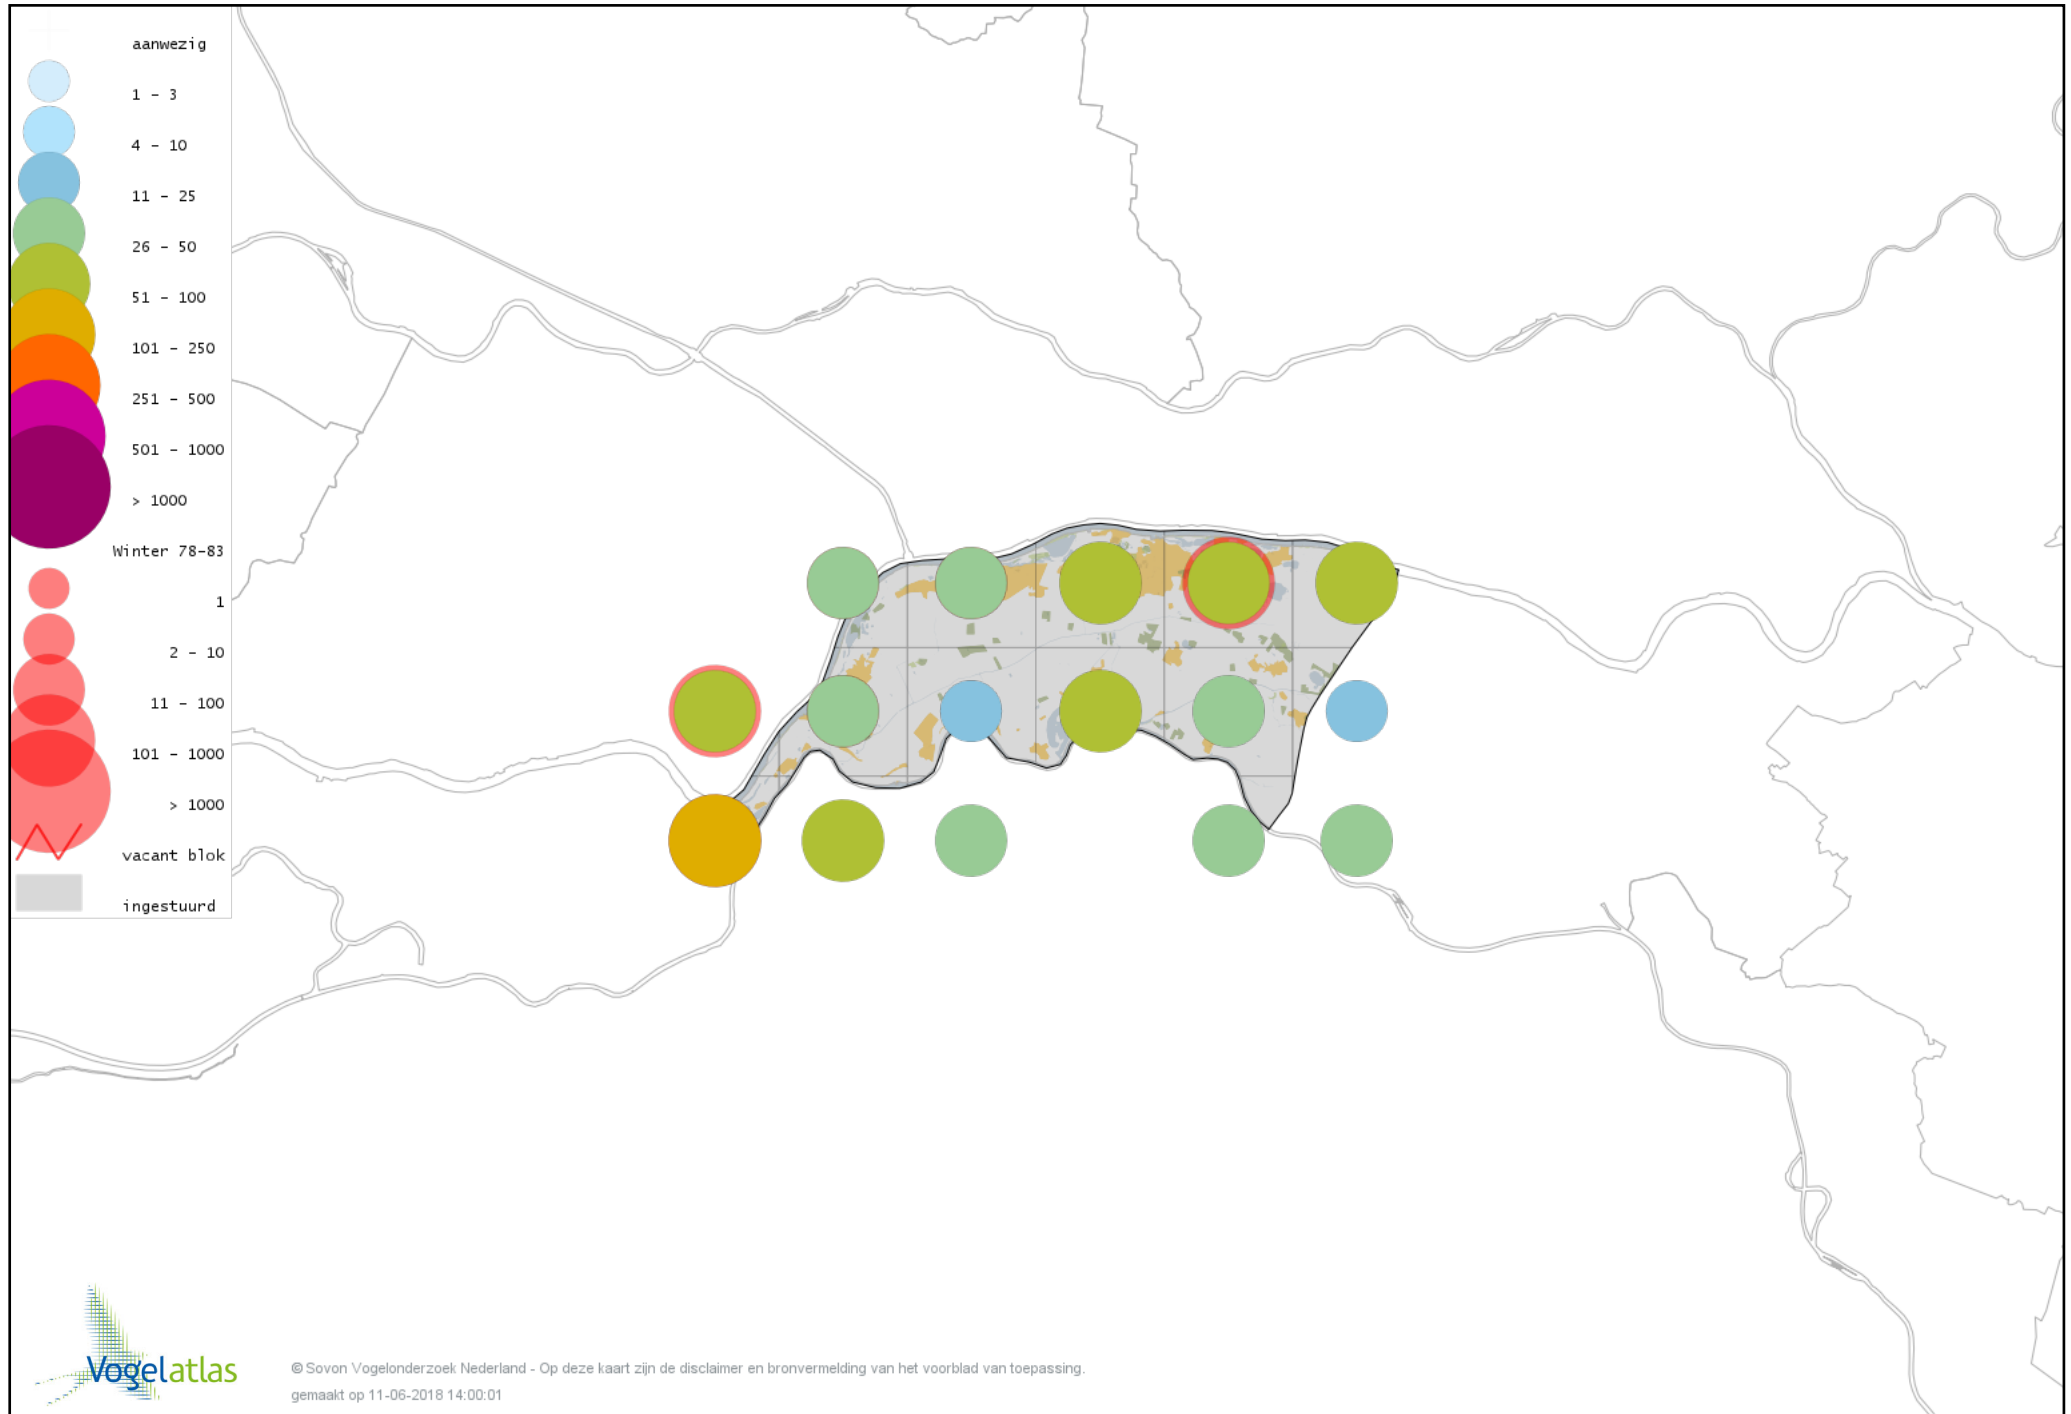 aanwezig
1 - 3
4 - 10
11 - 25
26 - 50
51 - 100
101 - 250
251 - 500
501 - 1000
> 1000
Winter 78-83
1
2 - 10
11 - 100
101 - 1000
> 1000
vacant blok
ingestuurd
Vogelatlas
© Sovon Vogelonderzoek Nederland - Op deze kaart zijn de disclaimer en bronvermelding van het voorblad van toepassing.
gemaakt op 11-06-2018 14:00:01